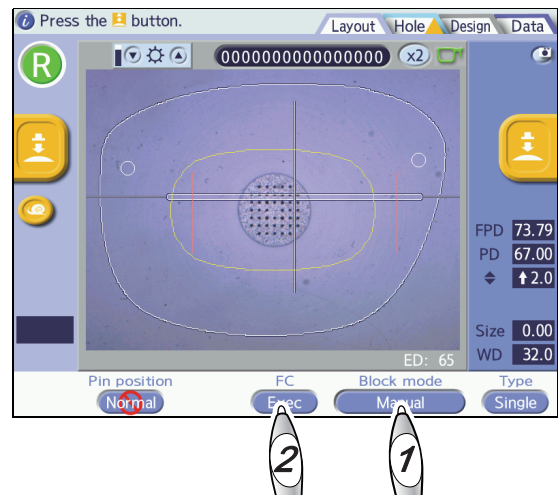 Press the button.
Layout Hole Design Data
R
0000000000000000 x2
FPD 73.79
PD 67.00
2.0
Size 0.00
WD 32.0
ED: 65
Pin position FC Block mode Type
Normal Exec Manual Single
2 1